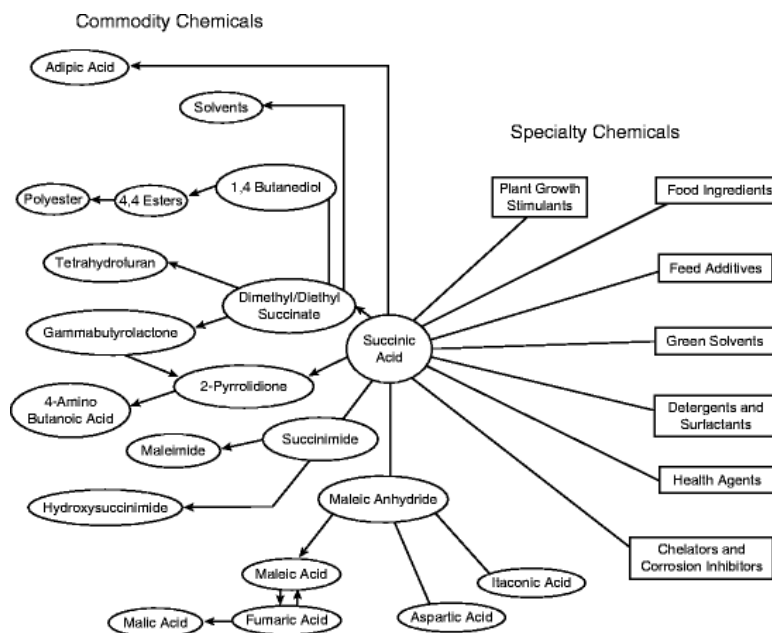 Commodity Chemicals
Adipic Acid
Solvents
Specialty Chemicals
1,4 Butanediol
Plant Growth
Stimulants
Food Ingredients
Polyester
4,4 Esters
Tetrahydrofuran
Feed Additives
Dimethyl/Diethyl
Succinate
Gammabutyrolactone
Succinic
Acid
Green Solvents
2-Pyrrolidione
4-Amino
Butanoic Acid
Detergents and
Surfactants
Succinimide
Maleimide
Health Agents
Maleic Anhydride
Hydroxysuccinimide
Chelators and
Corrosion Inhibitors
Maleic Acid
Itaconic Acid
Malic Acid
Fumaric Acid
Aspartic Acid